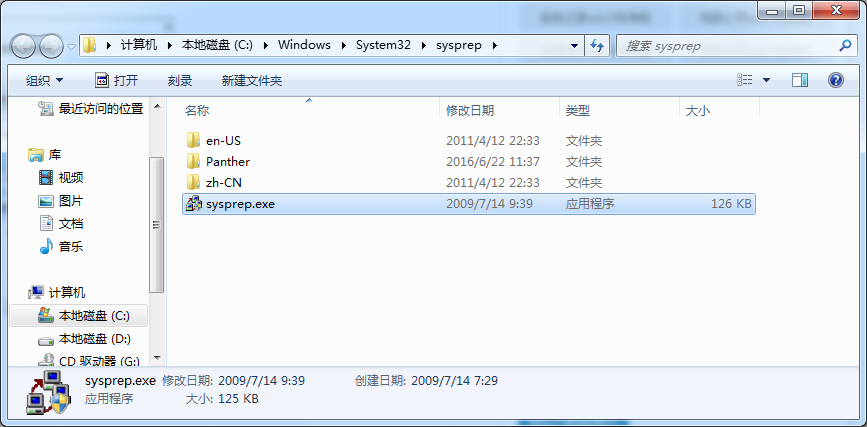 计算机 本地磁盘 (C:) Windows System32 sysprep 搜索 sysprep
组织 打开 刻录 新建文件夹
最近访问的位置
库
视频
图片
文档
音乐
计算机
本地磁盘 (C:)
本地磁盘 (D:)
CD 驱动器 (G:)
名称 修改日期 类型 大小
en-US 2011/4/12 22:33 文件夹
Panther 2016/6/22 11:37 文件夹
zh-CN 2011/4/12 22:33 文件夹
sysprep.exe 2009/7/14 9:39 应用程序 126 KB
sysprep.exe 修改日期: 2009/7/14 9:39 创建日期: 2009/7/14 7:29
应用程序 大小: 125 KB